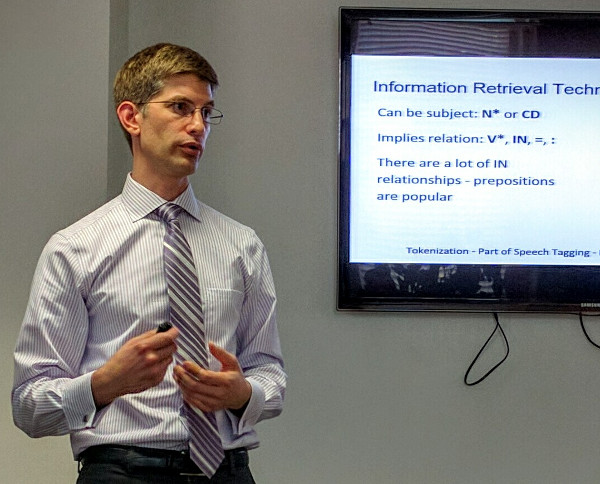 Information Retrieval Techn
Can be subject: N* or CD
Implies relation: V*, IN, =, :
There are a lot of IN
relationships - prepositions
are popular
Tokenization - Part of Speech Tagging -
SAMSUNG